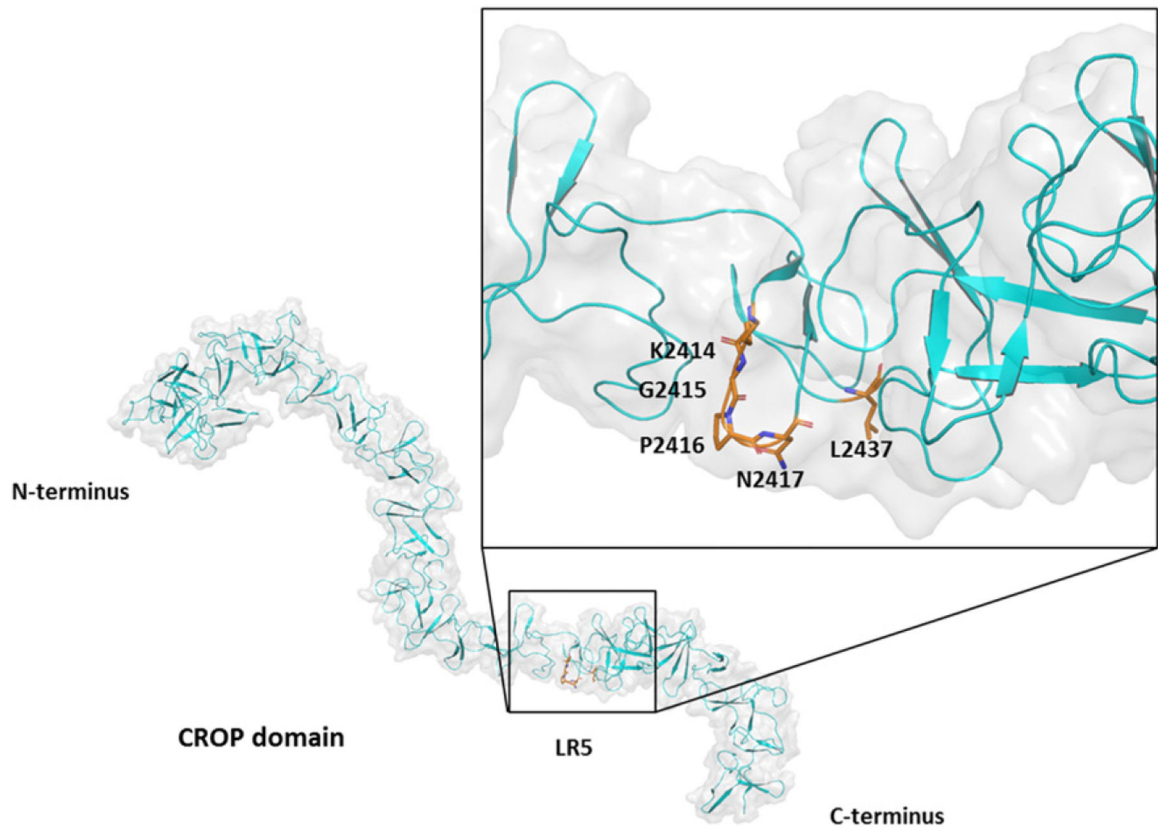 K2414
G2415
P2416
N2417
L2437
N-terminus
CROP domain
LR5
C-terminus